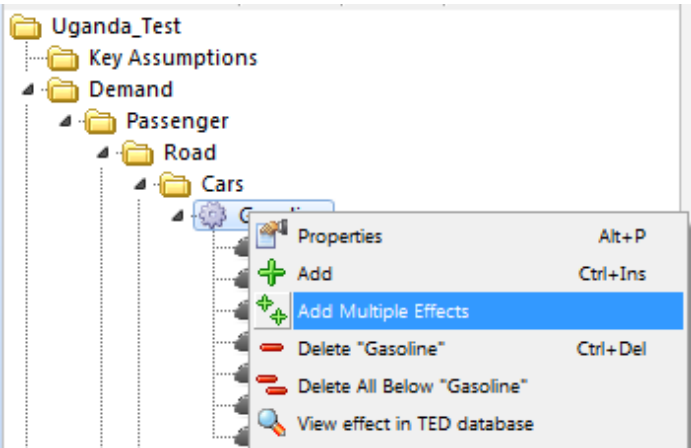 Uganda_Test
Key Assumptions
Demand
Passenger
Road
Cars
Properties Alt+P
Add Ctrl+Ins
Add Multiple Effects
Delete "Gasoline" Ctrl+Del
Delete All Below "Gasoline"
View effect in TED database